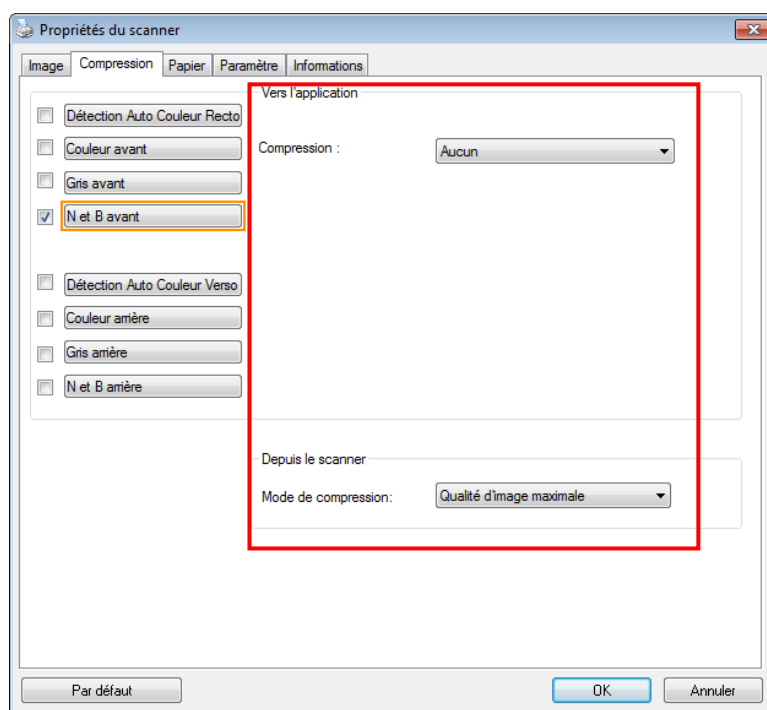 Propriétés du scanner
Image Compression Papier Paramètre Informations
Vers l'application
Détection Auto Couleur Recto
Couleur avant
Compression :
Aucun
Gris avant
N et B avant
Détection Auto Couleur Verso
Couleur arrière
Gris arrière
N et B arrière
Depuis le scanner
Mode de compression:
Qualité d'image maximale
Par défaut
OK
Annuler